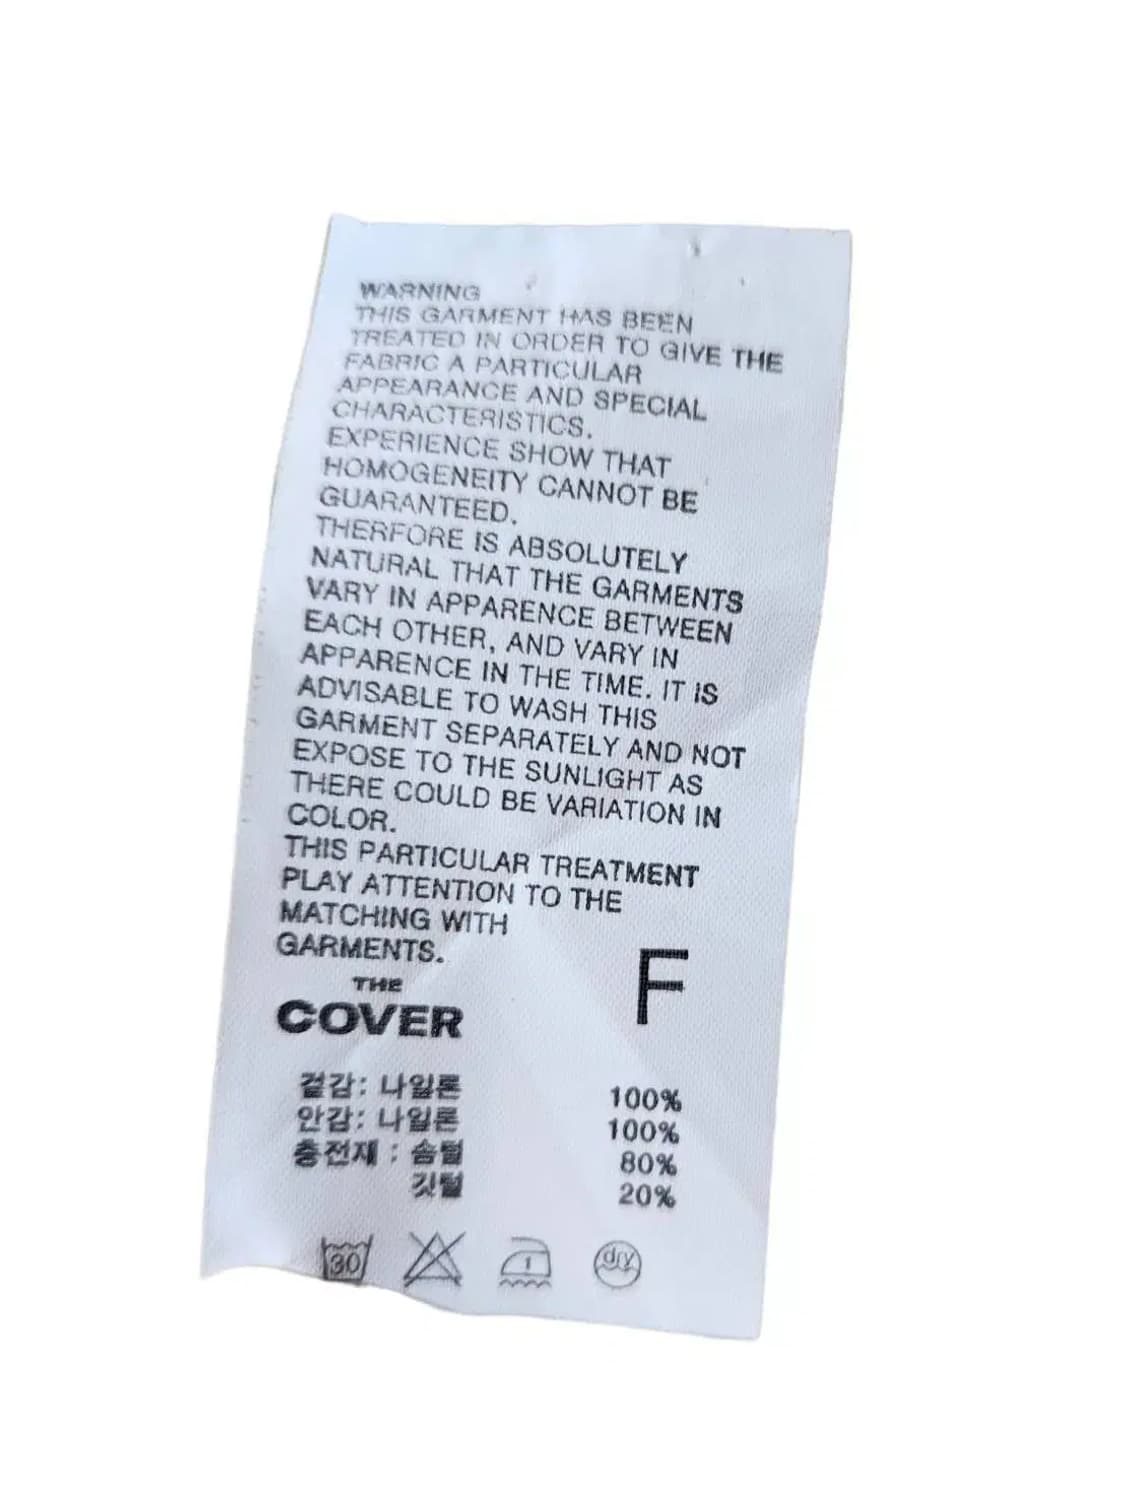 WARNING
THIS GARMENT HAS BEEN
TREATED IN ORDER TO GIVE THE
FABRIC A PARTICULAR
APPEARANCE AND SPECIAL
CHARACTERISTICS.
EXPERIENCE SHOW THAT
HOMOGENEITY CANNOT BE
GUARANTEED.
THERFORE IS ABSOLUTELY
NATURAL THAT THE GARMENTS
VARY IN APPARENCE BETWEEN
EACH OTHER, AND VARY IN
APPARENCE IN THE TIME. IT IS
ADVISABLE TO WASH THIS
GARMENT SEPARATELY AND NOT
EXPOSE TO THE SUNLIGHT AS
THERE COULD BE VARIATION IN
COLOR.
THIS PARTICULAR TREATMENT
PLAY ATTENTION TO THE
MATCHING WITH
GARMENTS.
THE
COVER
F
겉감: 나일론 100%
안감: 나일론 100%
충전재 : 솜털 80%
깃털 20%
30 1 dry